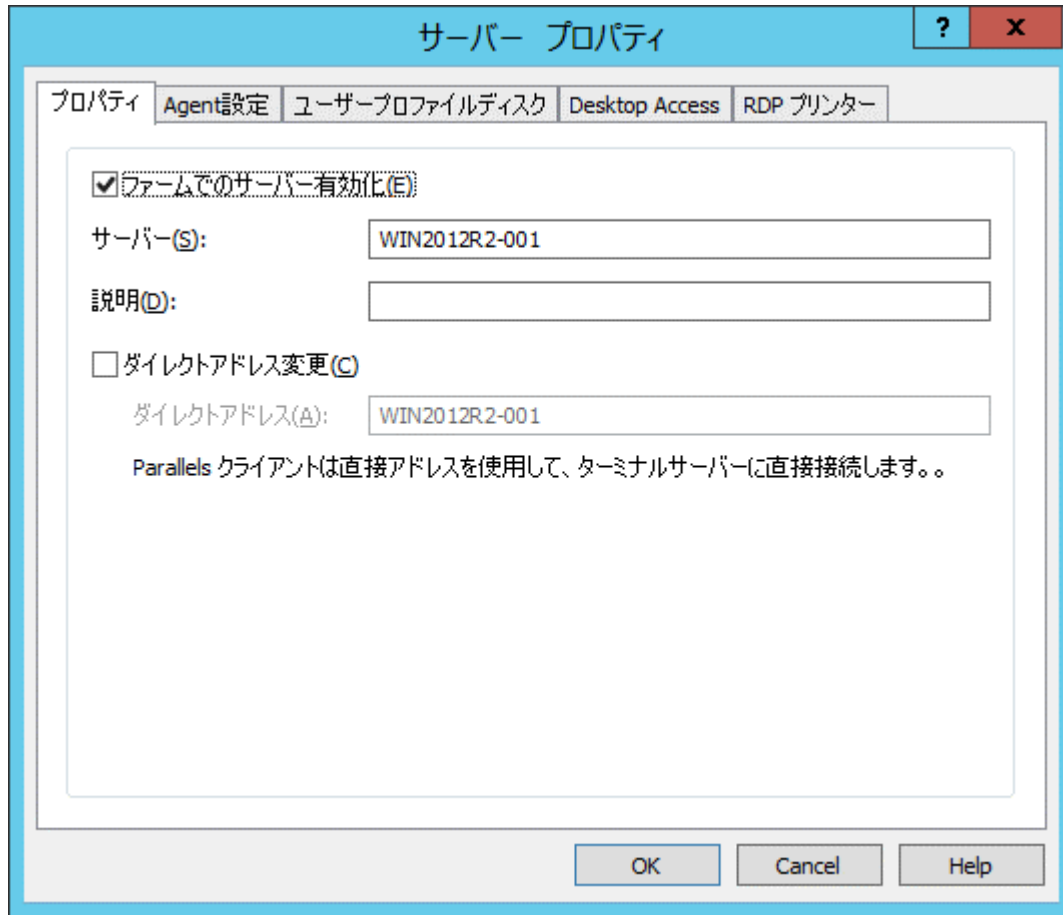 サーバー プロパティ
? x
プロパティ Agent設定 ユーザープロファイルディスク Desktop Access RDP プリンター
ファームでのサーバー有効化(E)
サーバー(S): WIN2012R2-001
説明(D):
ダイレクトアドレス変更(C)
ダイレクトアドレス(A): WIN2012R2-001
Parallels クライアントは直接アドレスを使用して、ターミナルサーバーに直接接続します。。
OK Cancel Help